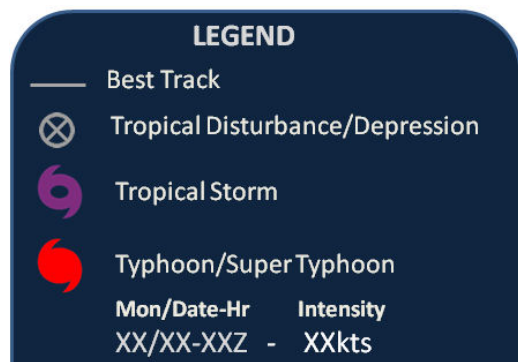 LEGEND
Best Track
Tropical Disturbance/Depression
Tropical Storm
Typhoon/Super Typhoon
Mon/Date-Hr Intensity
XX/XX-XXZ - XXkts